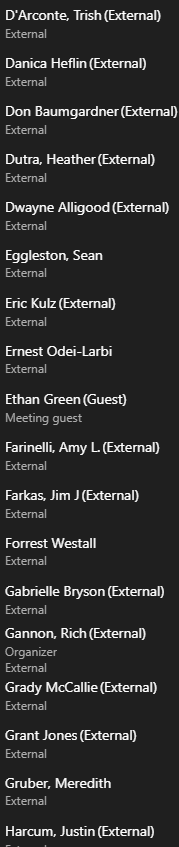 D'Arconte, Trish (External)
External
Danica Heflin (External)
External
Don Baumgardner (External)
External
Dutra, Heather (External)
External
Dwayne Alligood (External)
External
Eggleston, Sean
External
Eric Kulz (External)
External
Ernest Odei-Larbi
External
Ethan Green (Guest)
Meeting guest
Farinelli, Amy L. (External)
External
Farkas, Jim J (External)
External
Forrest Westall
External
Gabrielle Bryson (External)
External
Gannon, Rich (External)
Organizer
External
Grady McCallie (External)
External
Grant Jones (External)
External
Gruber, Meredith
External
Harcum, Justin (External)
External